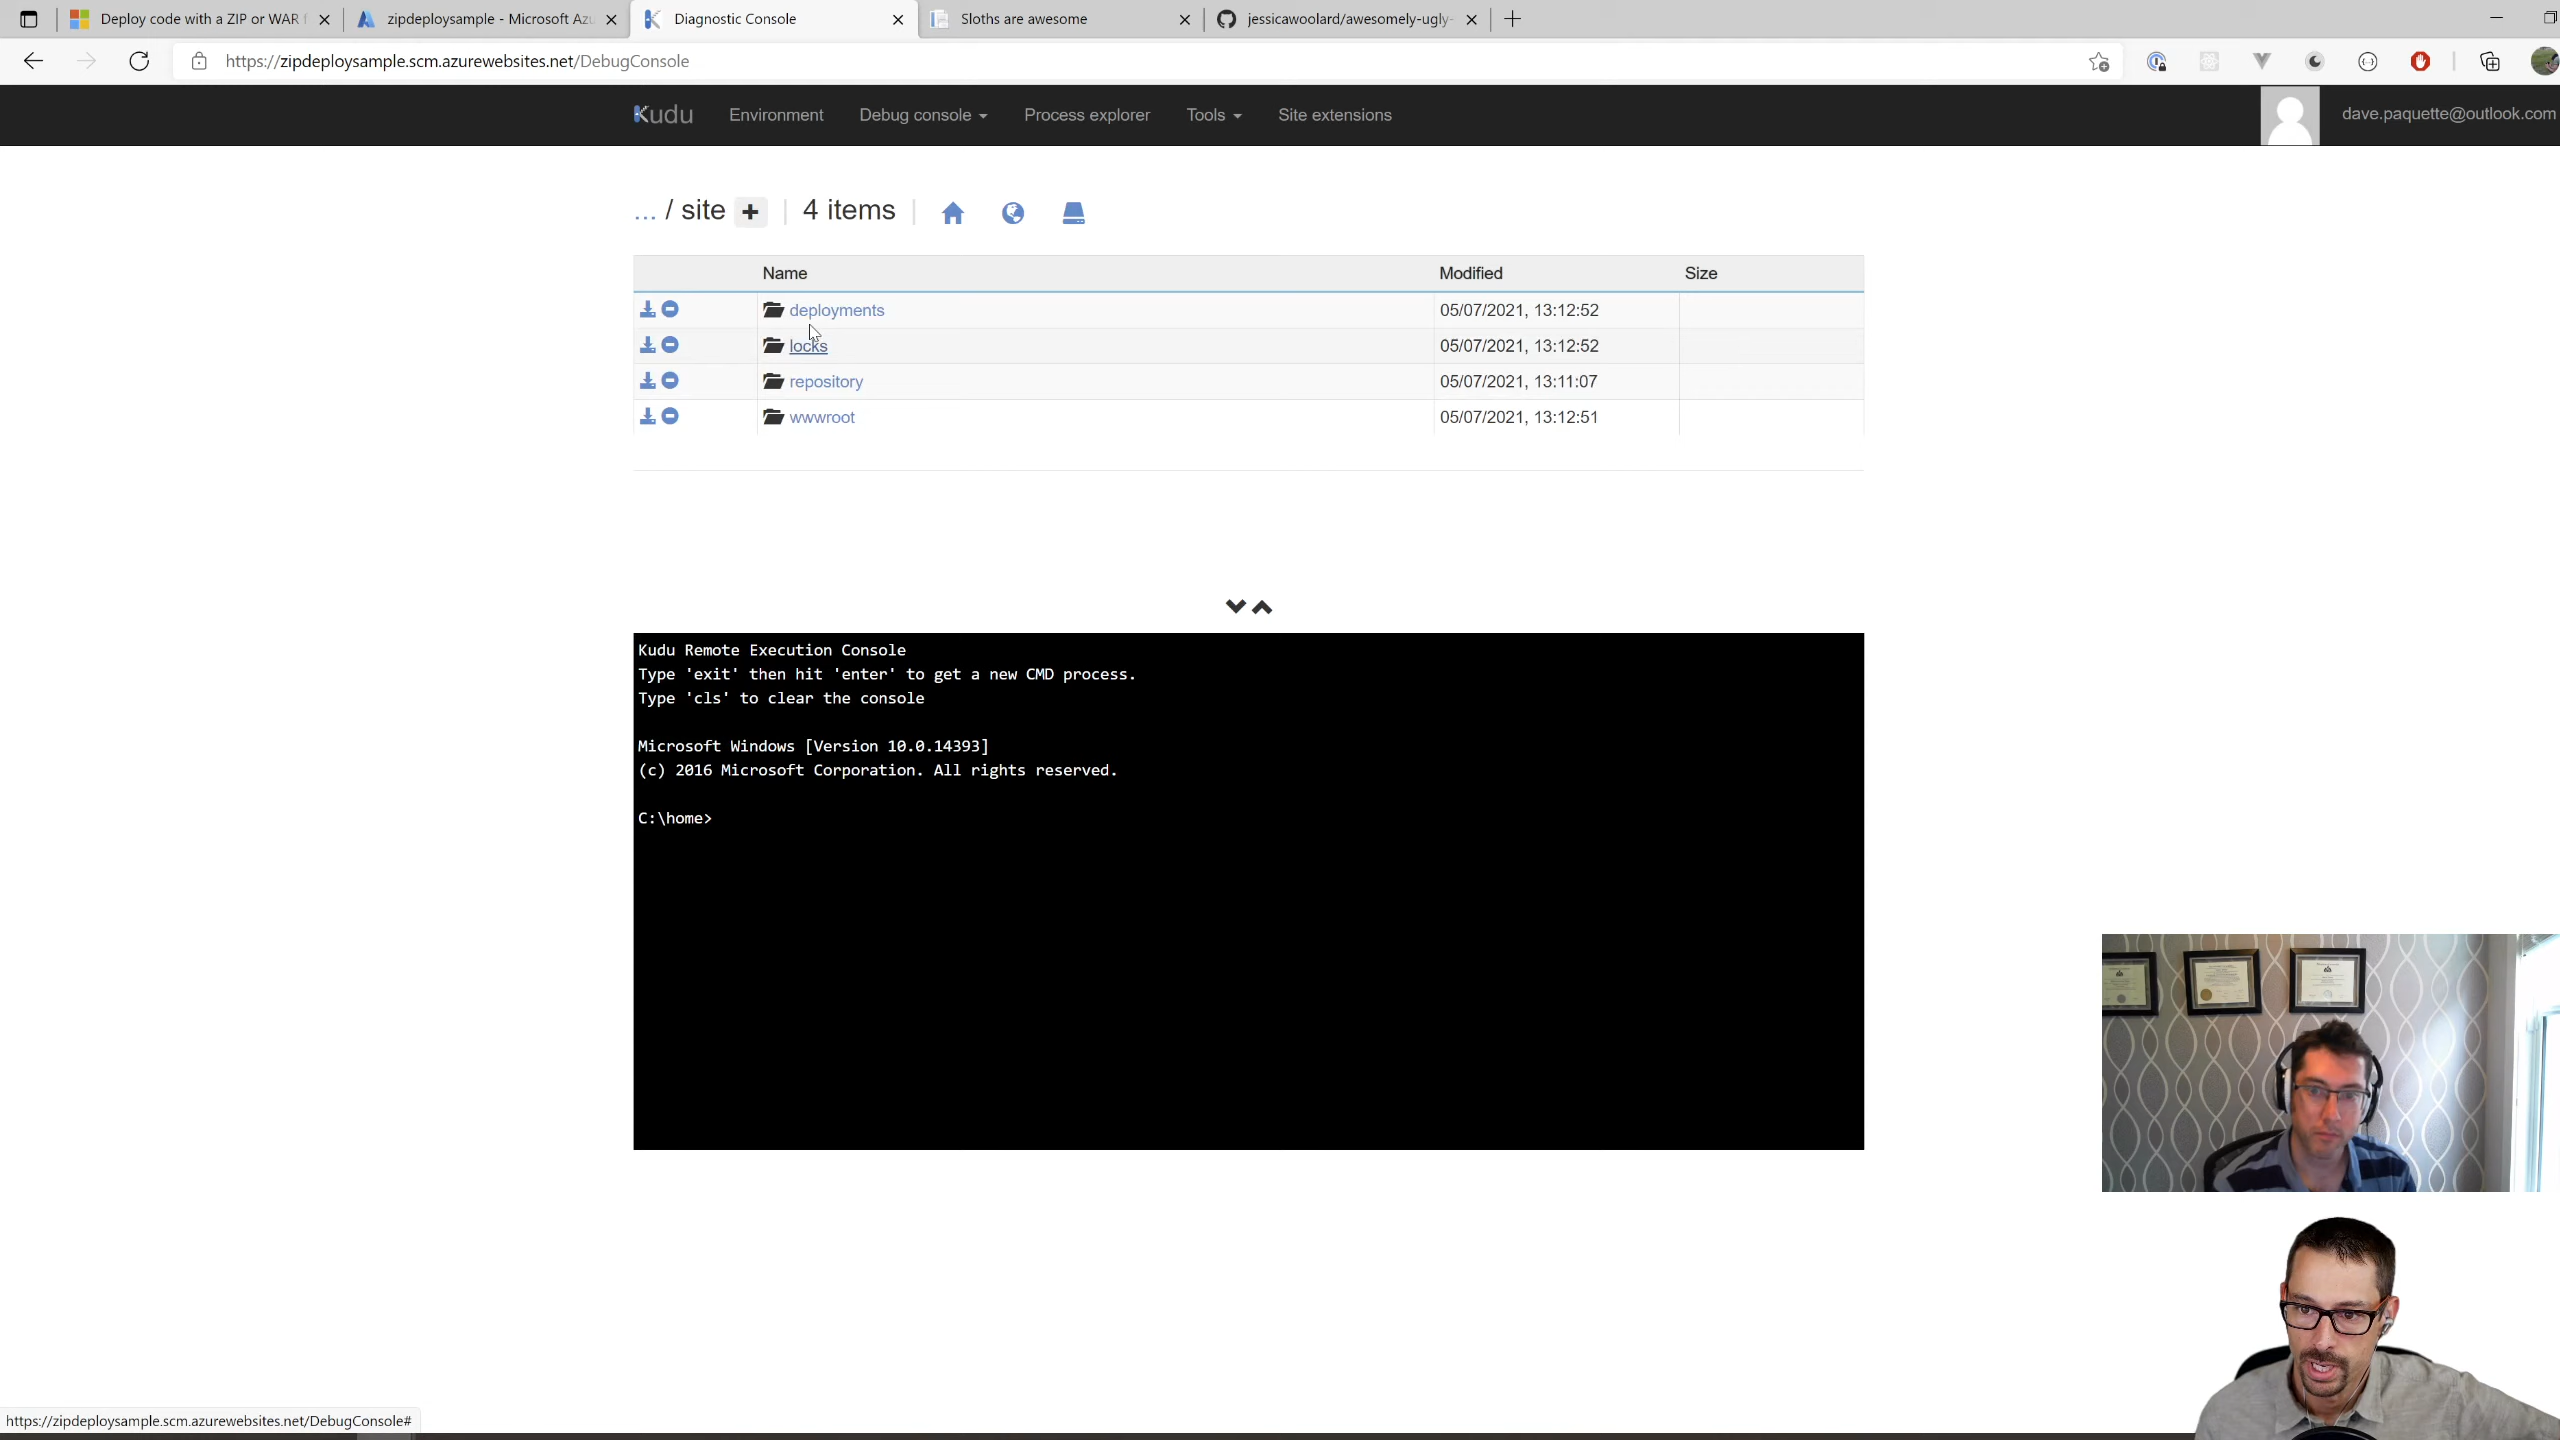 Deploy code with a ZIP or WAR f
zipdeploysample - Microsoft Azu
Diagnostic Console
Sloths are awesome
jessicawoolard/awesomely-ugly-
https://zipdeploysample.scm.azurewebsites.net/DebugConsole
Kudu Environment Debug console Process explorer Tools Site extensions
dave.paquette@outlook.com
... / site + | 4 items |
Name Modified Size
deployments 05/07/2021, 13:12:52
locks 05/07/2021, 13:12:52
repository 05/07/2021, 13:11:07
wwwroot 05/07/2021, 13:12:51
Kudu Remote Execution Console
Type 'exit' then hit 'enter' to get a new CMD process.
Type 'cls' to clear the console
Microsoft Windows [Version 10.0.14393]
(c) 2016 Microsoft Corporation. All rights reserved.
C:\home>
https://zipdeploysample.scm.azurewebsites.net/DebugConsole#